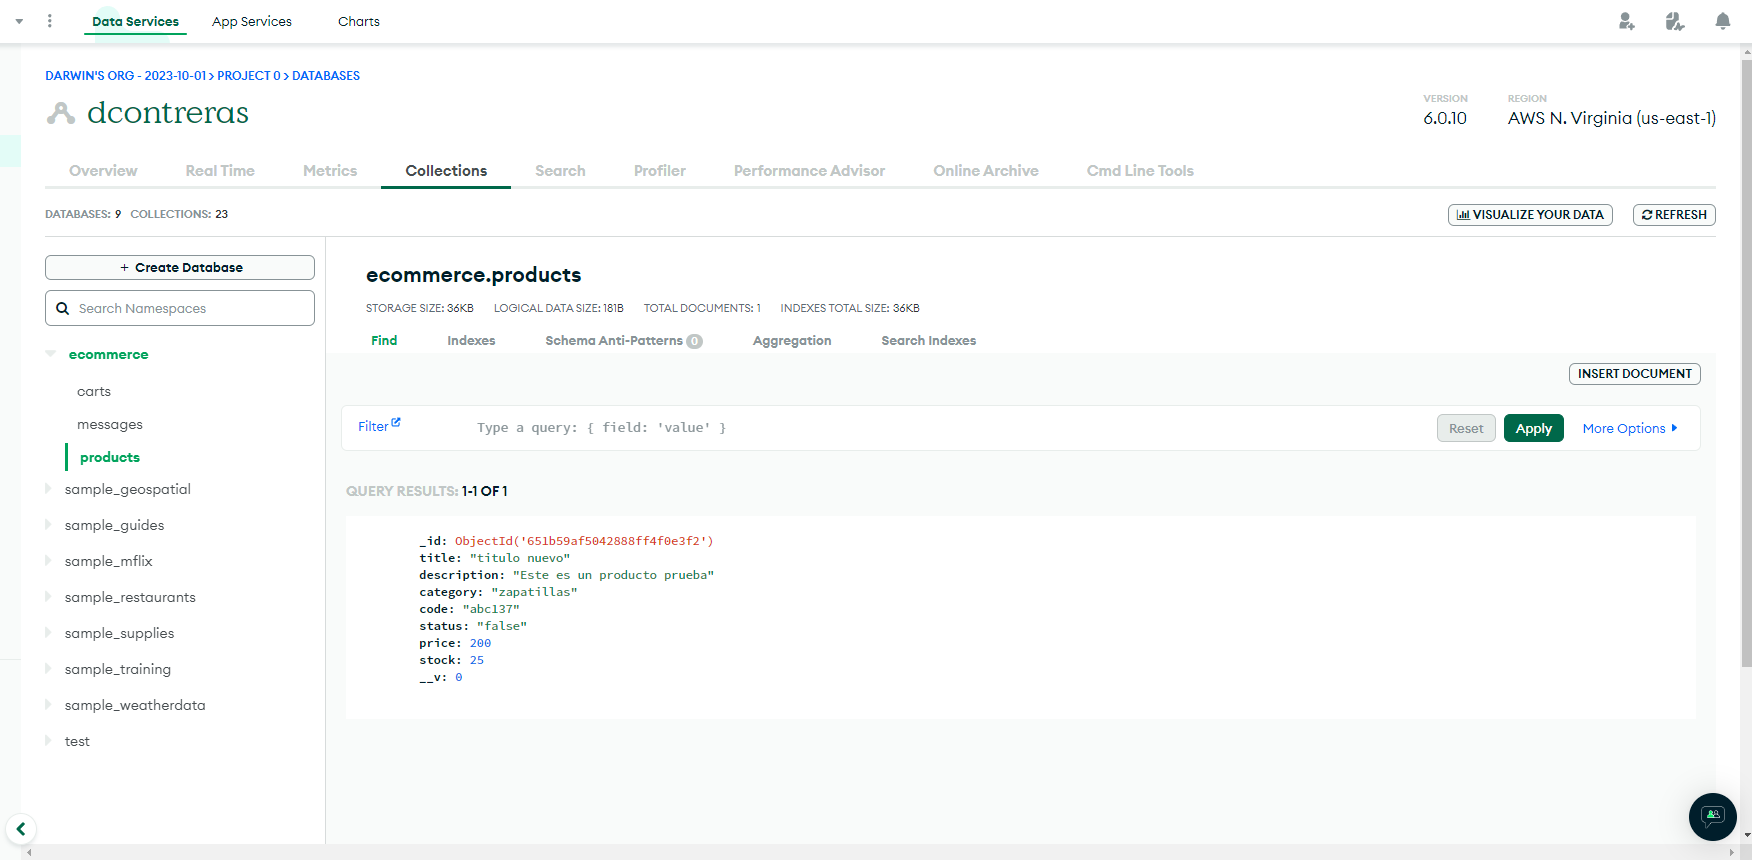 Data Services App Services Charts
DARWIN'S ORG - 2023-10-01 > PROJECT 0 > DATABASES
dcontreras
VERSION
6.0.10
REGION
AWS N. Virginia (us-east-1)
Overview Real Time Metrics Collections Search Profiler Performance Advisor Online Archive Cmd Line Tools
DATABASES: 9 COLLECTIONS: 23
VISUALIZE YOUR DATA
REFRESH
+ Create Database
Search Namespaces
ecommerce
carts
messages
products
sample_geospatial
sample_guides
sample_mflix
sample_restaurants
sample_supplies
sample_training
sample_weatherdata
test
ecommerce.products
STORAGE SIZE: 36KB LOGICAL DATA SIZE: 181B TOTAL DOCUMENTS: 1 INDEXES TOTAL SIZE: 36KB
Find Indexes Schema Anti-Patterns 0 Aggregation Search Indexes
INSERT DOCUMENT
Filter Type a query: { field: 'value' } Reset Apply More Options
QUERY RESULTS: 1-1 OF 1
_id: ObjectId('651b59af5042888ff4f0e3f2')
title: "titulo nuevo"
description: "Este es un producto prueba"
category: "zapatillas"
code: "abc137"
status: "false"
price: 200
stock: 25
__v: 0